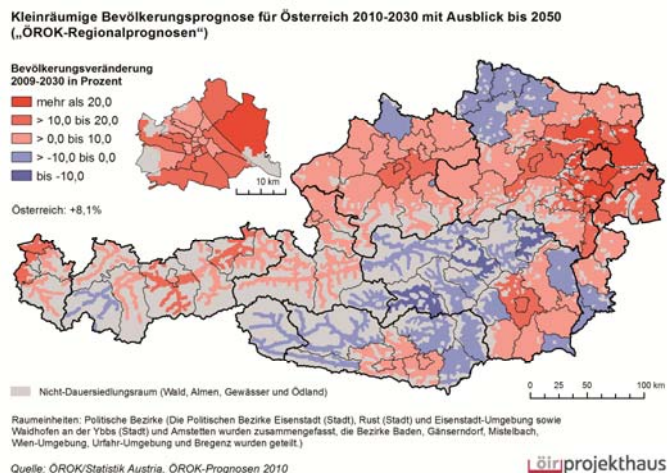 Kleinräumige Bevölkerungsprognose für Österreich 2010-2030 mit Ausblick bis 2050
(„ÖROK-Regionalprognosen“)
Bevölkerungsveränderung
2009-2030 in Prozent
mehr als 20,0
> 10,0 bis 20,0
> 0,0 bis 10,0
> -10,0 bis 0,0
bis -10,0
10 km
Österreich: +8,1%
Nicht-Dauersiedlungsraum (Wald, Almen, Gewässer und Ödland)
0 25 50 100 km
Raumeinheiten: Politische Bezirke (Die Politischen Bezirke Eisenstadt (Stadt), Rust (Stadt) und Eisenstadt-Umgebung sowie
Waidhofen an der Ybbs (Stadt) und Amstetten wurden zusammengefasst, die Bezirke Baden, Gänserndorf, Mistelbach,
Wien-Umgebung, Urfahr-Umgebung und Bregenz wurden geteilt.)
Quelle: ÖROK/Statistik Austria, ÖROK-Prognosen 2010
projekthaus